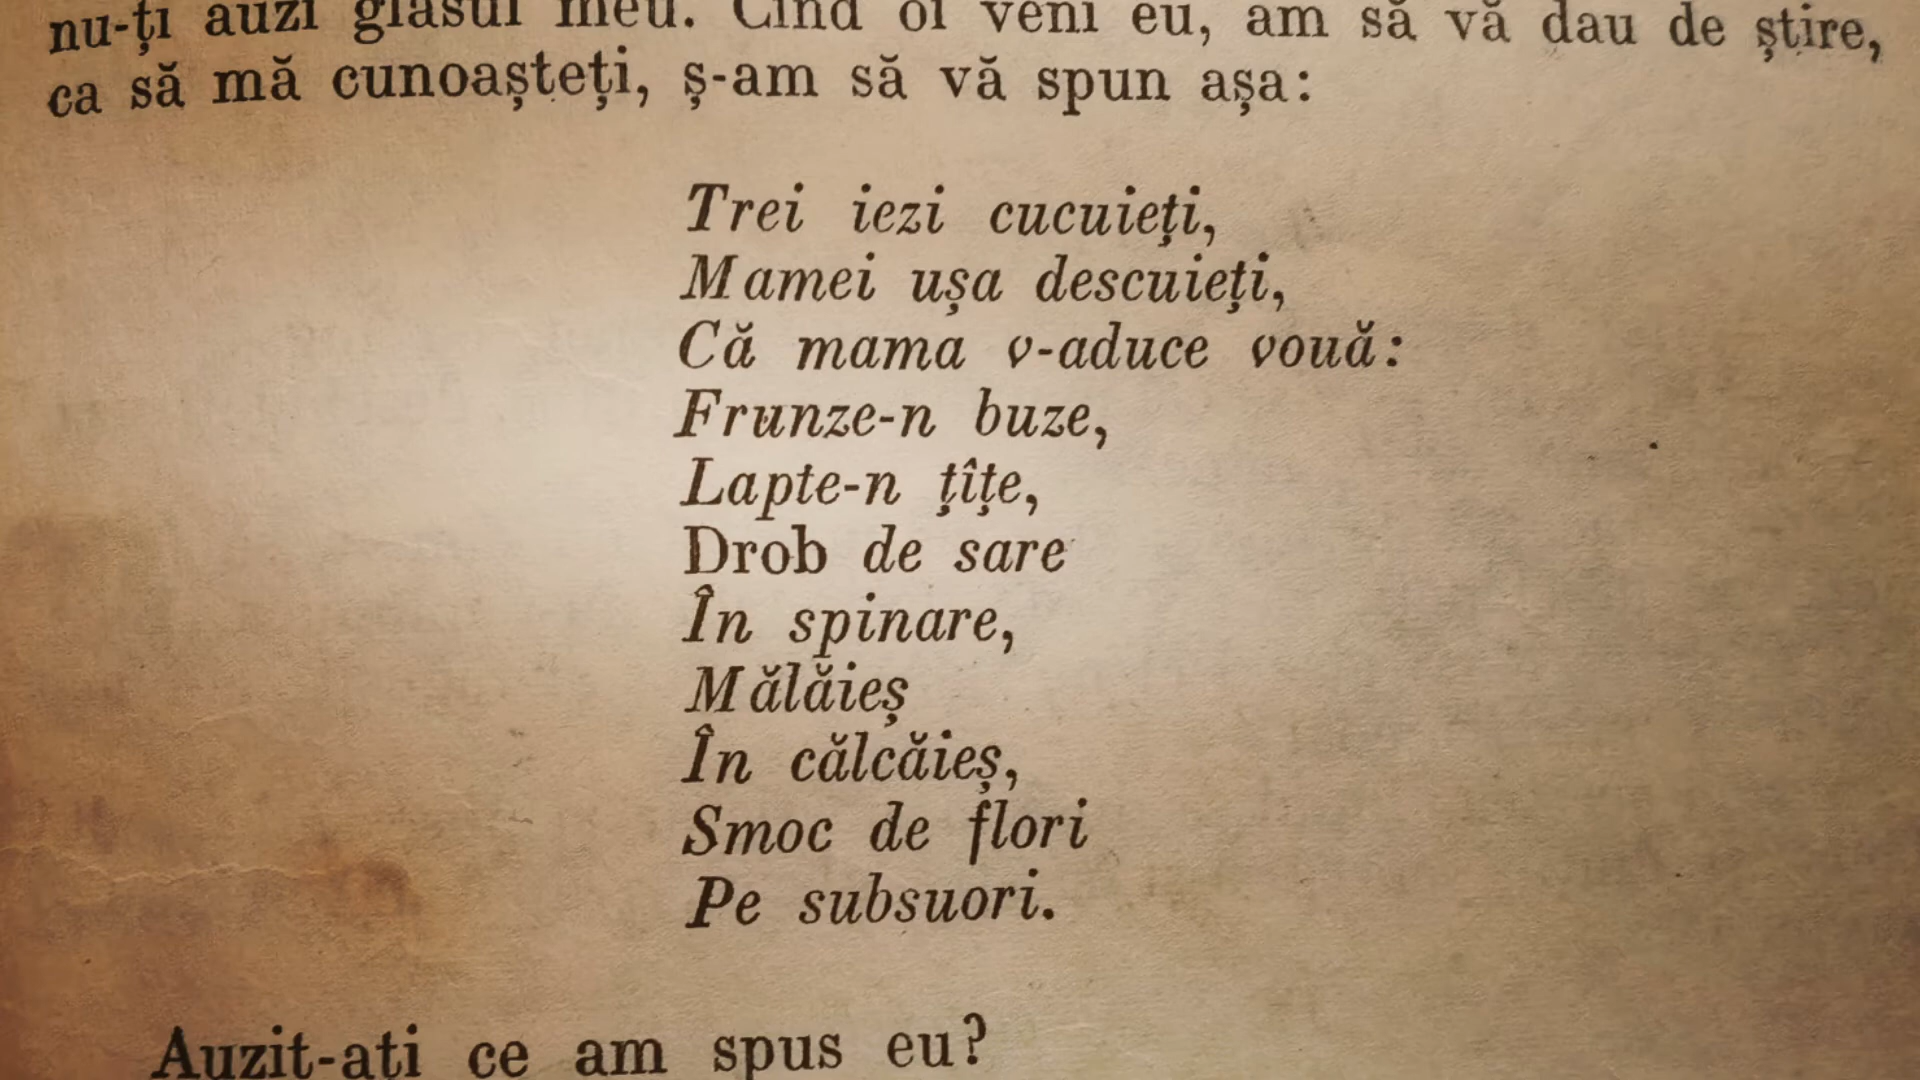 nu-ți auzi glasul meu. Cînd oi veni eu, am să vă dau de știre,
ca să mă cunoașteți, ș-am să vă spun așa:
Trei iezi cucuieți,
Mamei ușa descuieți,
Că mama v-aduce vouă:
Frunze-n buze,
Lapte-n țîțe,
Drob de sare
În spinare,
Mălăieș
În călcăieș,
Smoc de flori
Pe subsuori.
Auzit-ați ce am spus eu?